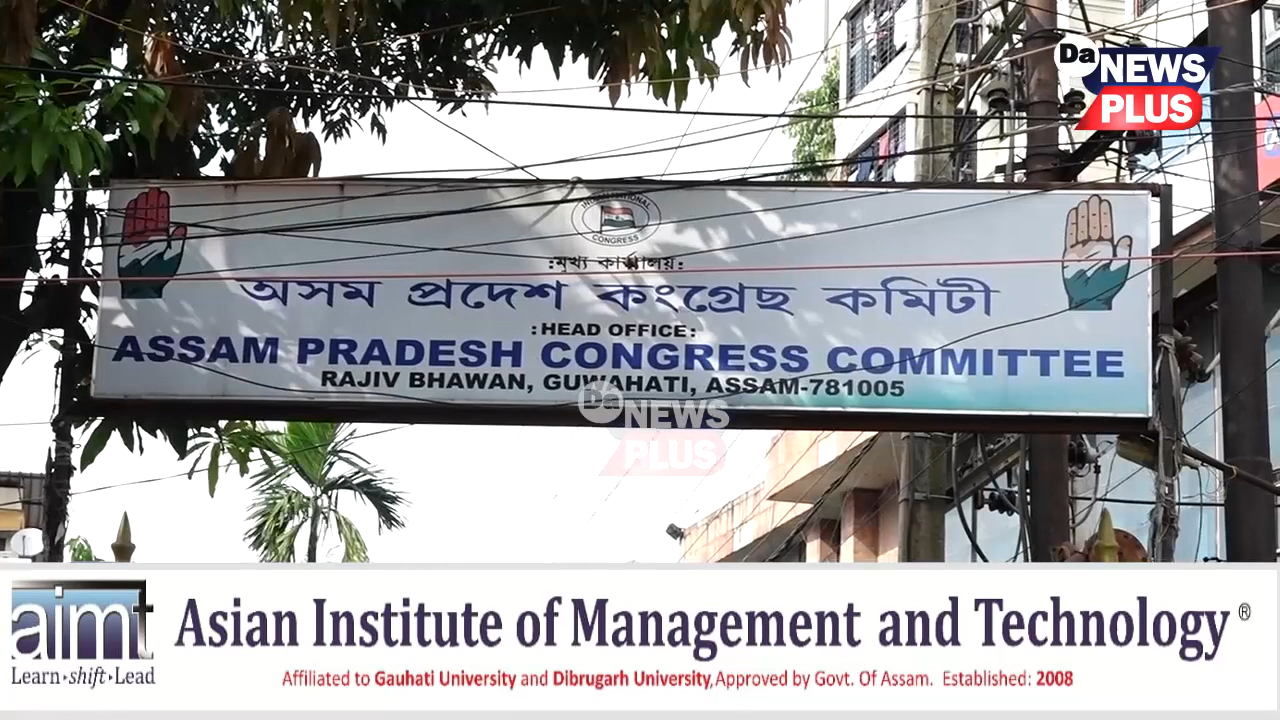 Da NEWS
PLUS
INDIAN NATIONAL
CONGRESS
:মুখ্য কাৰ্য্যালয়:
অসম প্ৰদেশ কংগ্ৰেছ কমিটী
:HEAD OFFICE:
ASSAM PRADESH CONGRESS COMMITTEE
RAJIV BHAWAN, GUWAHATI, ASSAM-781005
Da NEWS
PLUS
aimt
Learn▸shift▸Lead
Asian Institute of Management and Technology ®
Affiliated to Gauhati University and Dibrugarh University, Approved by Govt. Of Assam. Established: 2008